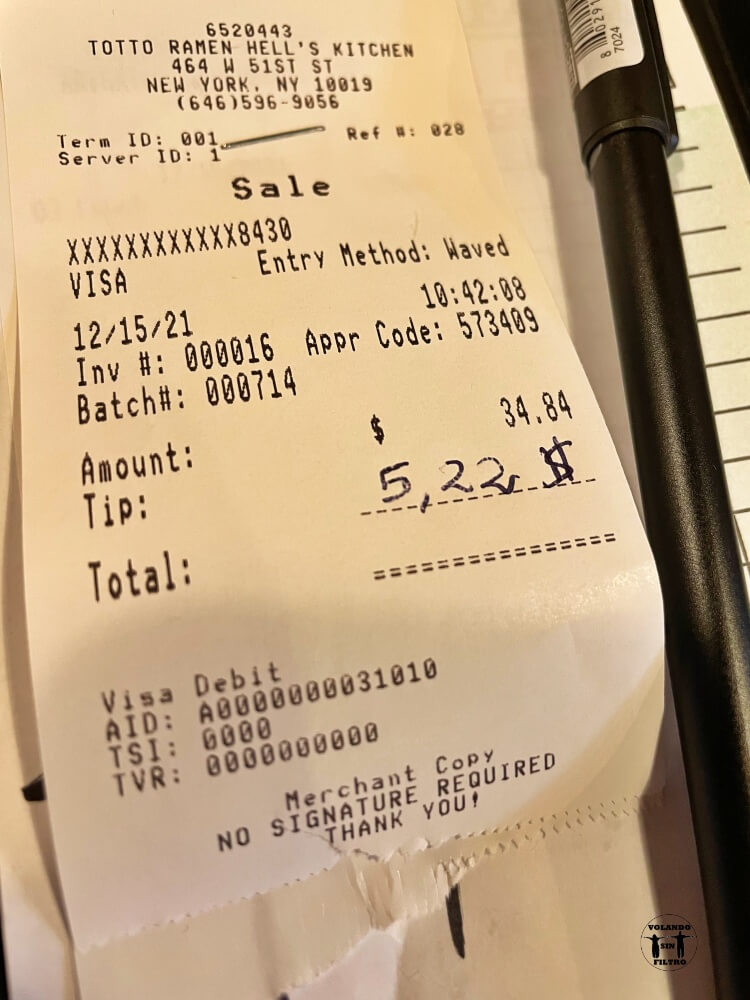 6520443
TOTTO RAMEN HELL'S KITCHEN
464 W 51ST ST
NEW YORK, NY 10019
(646)596-9056
Term ID: 001 Ref #: 028
Server ID: 1
Sale
XXXXXXXXXXXX8430
VISA Entry Method: Waved
12/15/21 10:42:08
Inv #: 000016 Appr Code: 573409
Batch#: 000714
Amount: $ 34.84
Tip: 5,22 $
Total:
Visa Debit
AID: A0000000031010
TSI: 0000
TVR: 0000000000
Merchant Copy
NO SIGNATURE REQUIRED
THANK YOU!
7024
VOLANDO
SIN
FILTRO